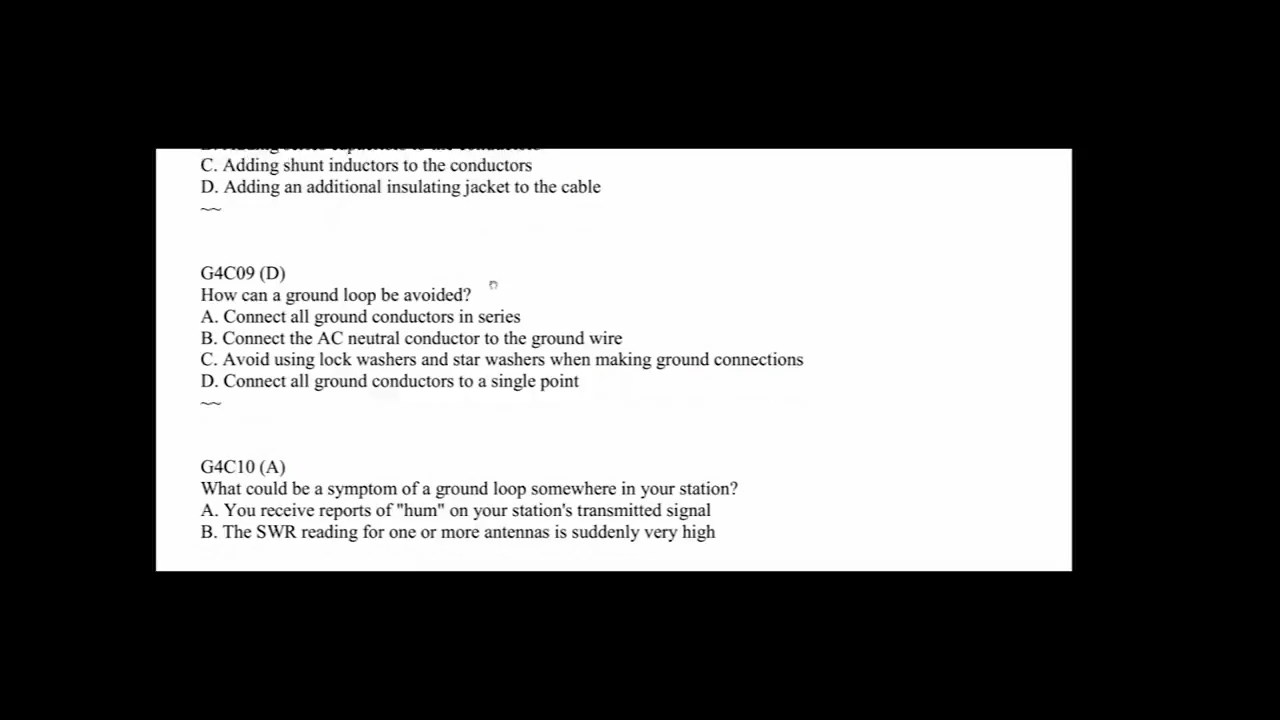 C. Adding shunt inductors to the conductors
D. Adding an additional insulating jacket to the cable
~~
G4C09 (D)
How can a ground loop be avoided?
A. Connect all ground conductors in series
B. Connect the AC neutral conductor to the ground wire
C. Avoid using lock washers and star washers when making ground connections
D. Connect all ground conductors to a single point
~~
G4C10 (A)
What could be a symptom of a ground loop somewhere in your station?
A. You receive reports of "hum" on your station's transmitted signal
B. The SWR reading for one or more antennas is suddenly very high